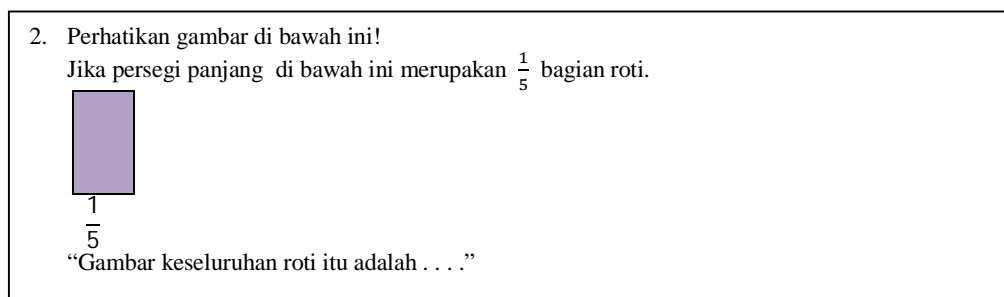 2. Perhatikan gambar di bawah ini!
Jika persegi panjang di bawah ini merupakan 1/5 bagian roti.
1/5
“Gambar keseluruhan roti itu adalah . . . .”